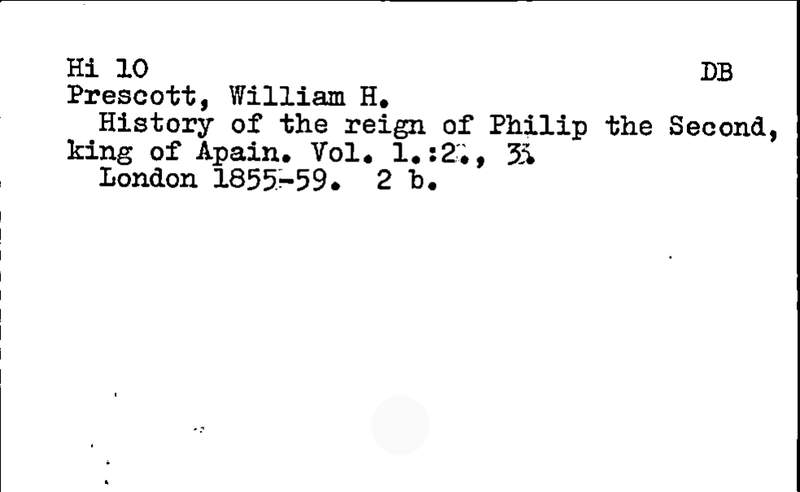 Hi 10 DB
Prescott, William H.
History of the reign of Philip the Second,
king of Apain. Vol. 1.:2., 3.
London 1855-59. 2 b.